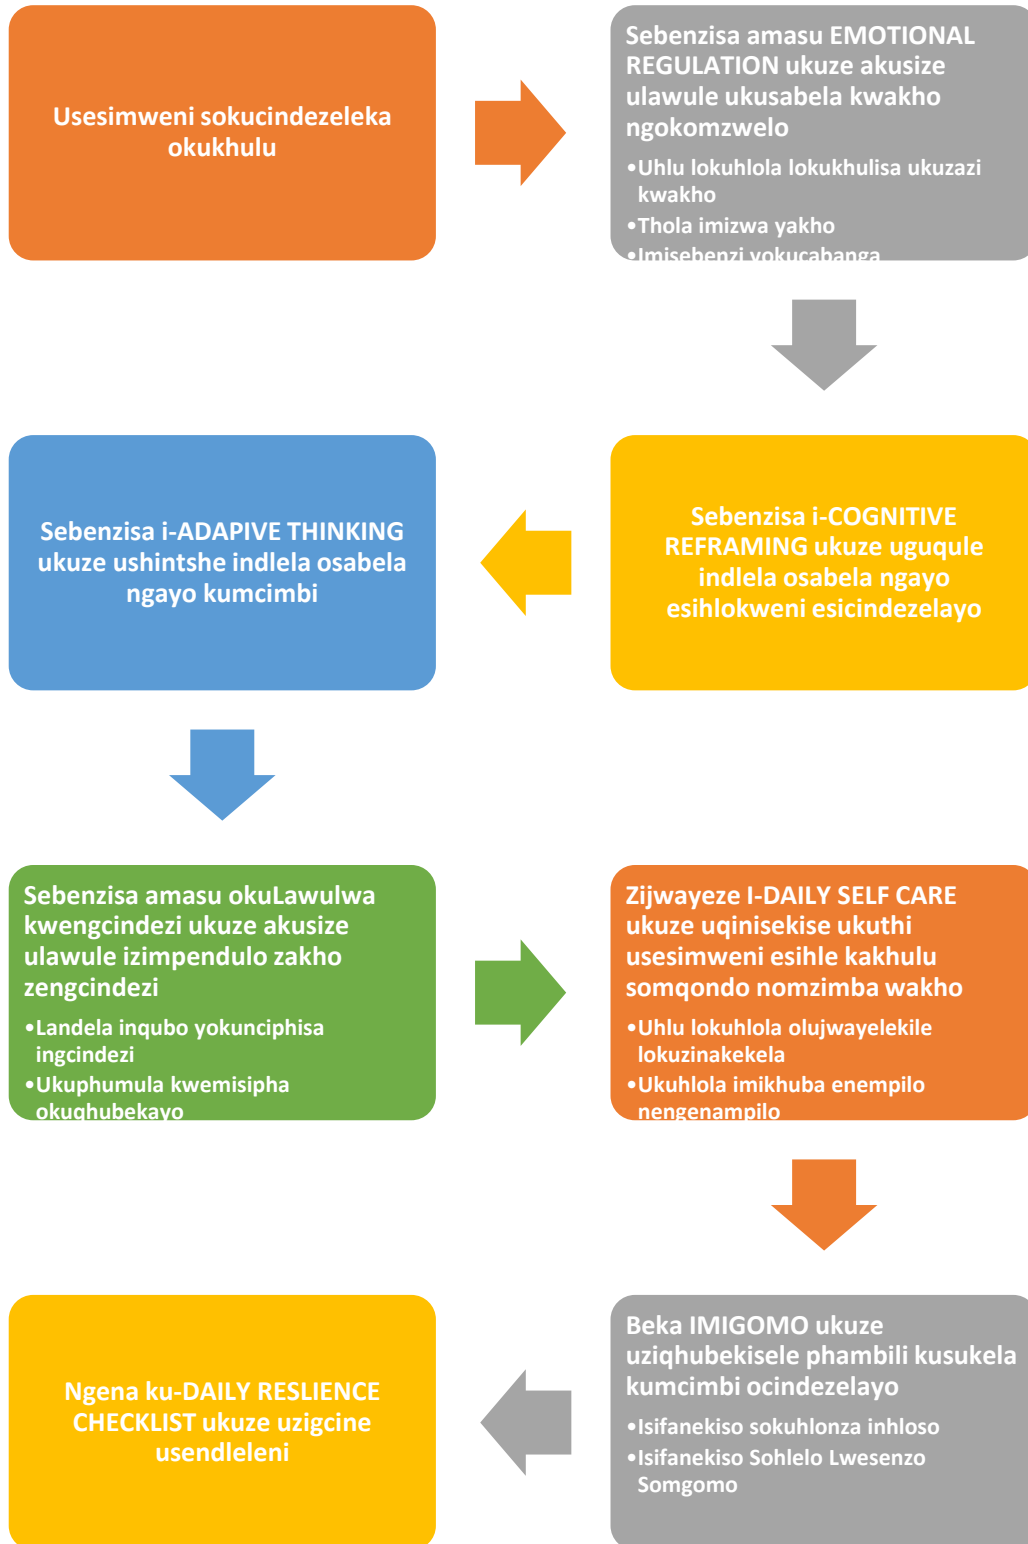 Usesimweni sokucindezeleka
okukhulu
Sebenzisa amasu EMOTIONAL
REGULATION ukuze akusize
ulawule ukusabela kwakho
ngokomzwelo
•Uhlu lokuhlola lokukhulisa ukuzazi
kwakho
•Thola imizwa yakho
•Imisebenzi yokucabanga
Sebenzisa i-COGNITIVE
REFRAMING ukuze uguqule
indlela osabela ngayo
esihlokweni esicindezelayo
Sebenzisa i-ADAPIVE THINKING
ukuze ushintshe indlela osabela
ngayo kumcimbi
Sebenzisa amasu okuLawulwa
kwengcindezi ukuze akusize
ulawule izimpendulo zakho
zengcindezi
•Landela inqubo yokunciphisa
ingcindezi
•Ukuphumula kwemisipha
okuqhubekayo
Zijwayeze I-DAILY SELF CARE
ukuze uqinisekise ukuthi
usesimweni esihle kakhulu
somqondo nomzimba wakho
•Uhlu lokuhlola olujwayelekile
lokuzinakekela
•Ukuhlola imikhuba enempilo
nengenampilo
Beka IMIGOMO ukuze
uziqhubekisele phambili kusukela
kumcimbi ocindezelayo
•Isifanekiso sokuhlonza inhloso
•Isifanekiso Sohlelo Lwesenzo
Somgomo
Ngena ku-DAILY RESLIENCE
CHECKLIST ukuze uzigcine
usendleleni